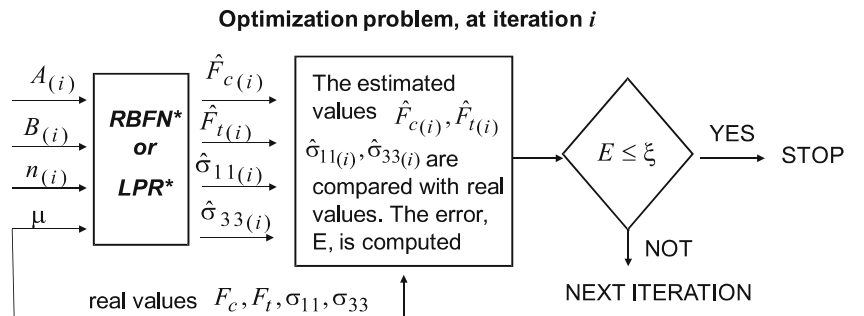 Optimization problem, at iteration i
A(i)
B(i)
n(i)
μ
RBFN*
or
LPR*
F̂c(i)
F̂t(i)
σ̂11(i)
σ̂33(i)
The estimated
values F̂c(i), F̂t(i)
σ̂11(i), σ̂33(i) are
compared with real
values. The error,
E, is computed
E ≤ ξ
YES
STOP
NOT
NEXT ITERATION
real values Fc, Ft, σ11, σ33